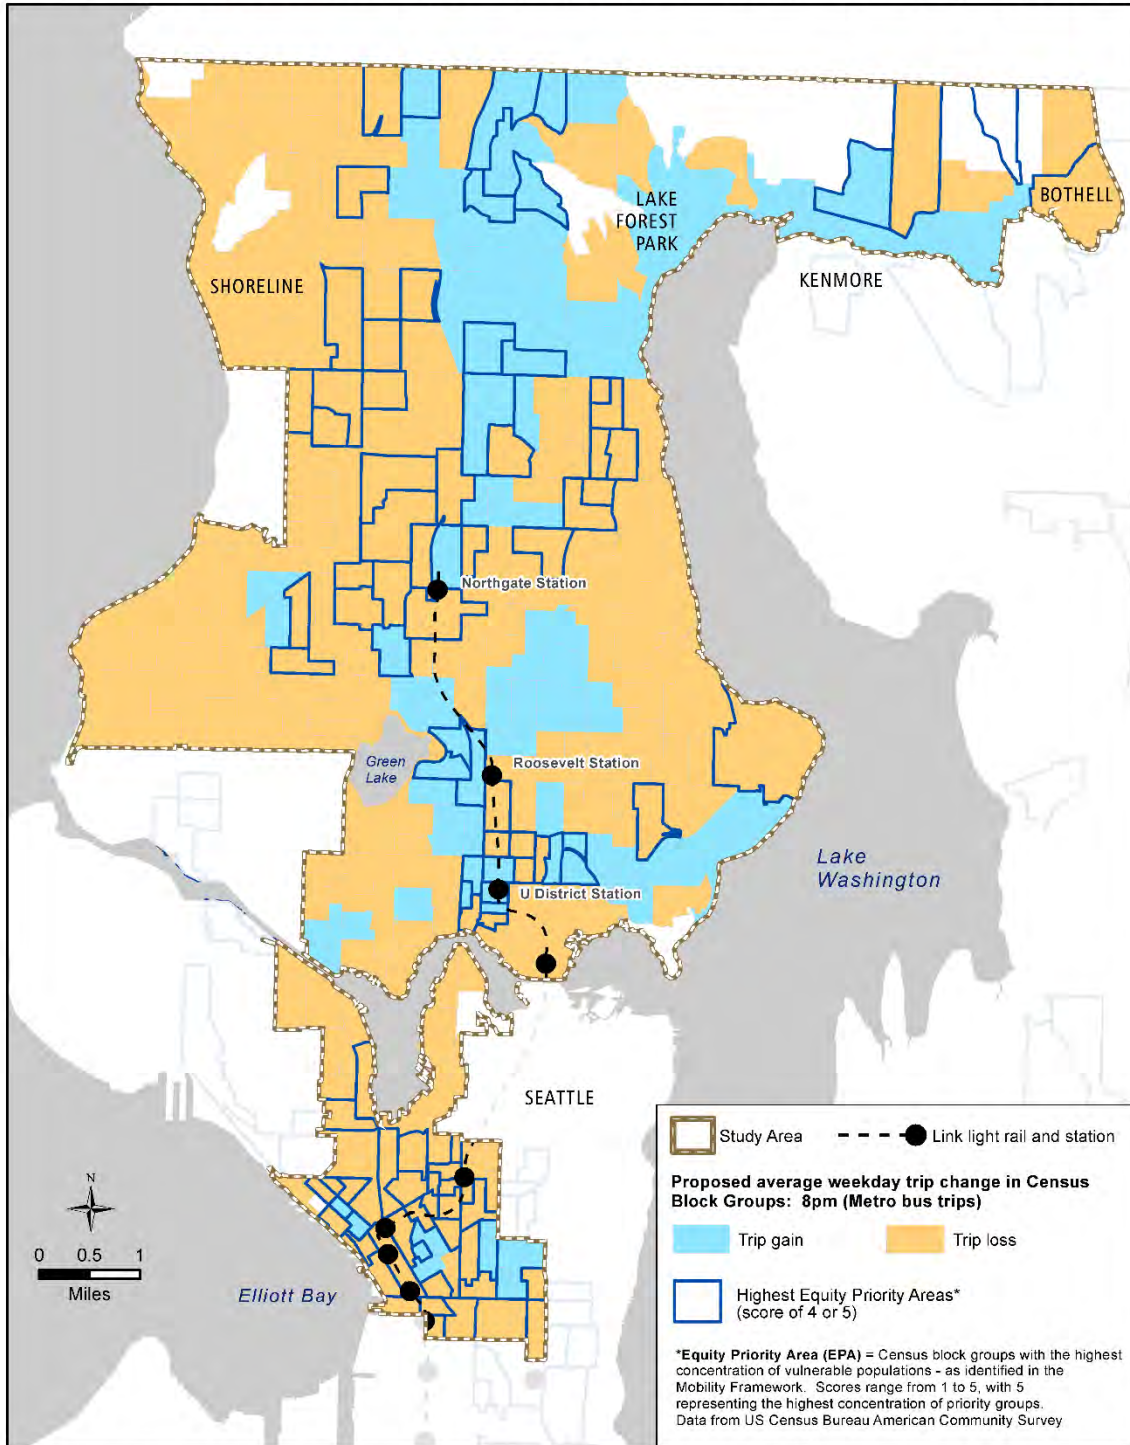 LAKE
FOREST
PARK
BOTHELL
SHORELINE
KENMORE
Northgate Station
Green
Lake
Roosevelt Station
Lake
Washington
U District Station
SEATTLE
N
0 0.5 1
Miles
Elliott Bay
Study Area
Link light rail and station
Proposed average weekday trip change in Census
Block Groups: 8pm (Metro bus trips)
Trip gain
Trip loss
Highest Equity Priority Areas*
(score of 4 or 5)
*Equity Priority Area (EPA) = Census block groups with the highest
concentration of vulnerable populations - as identified in the
Mobility Framework. Scores range from 1 to 5, with 5
representing the highest concentration of priority groups.
Data from US Census Bureau American Community Survey